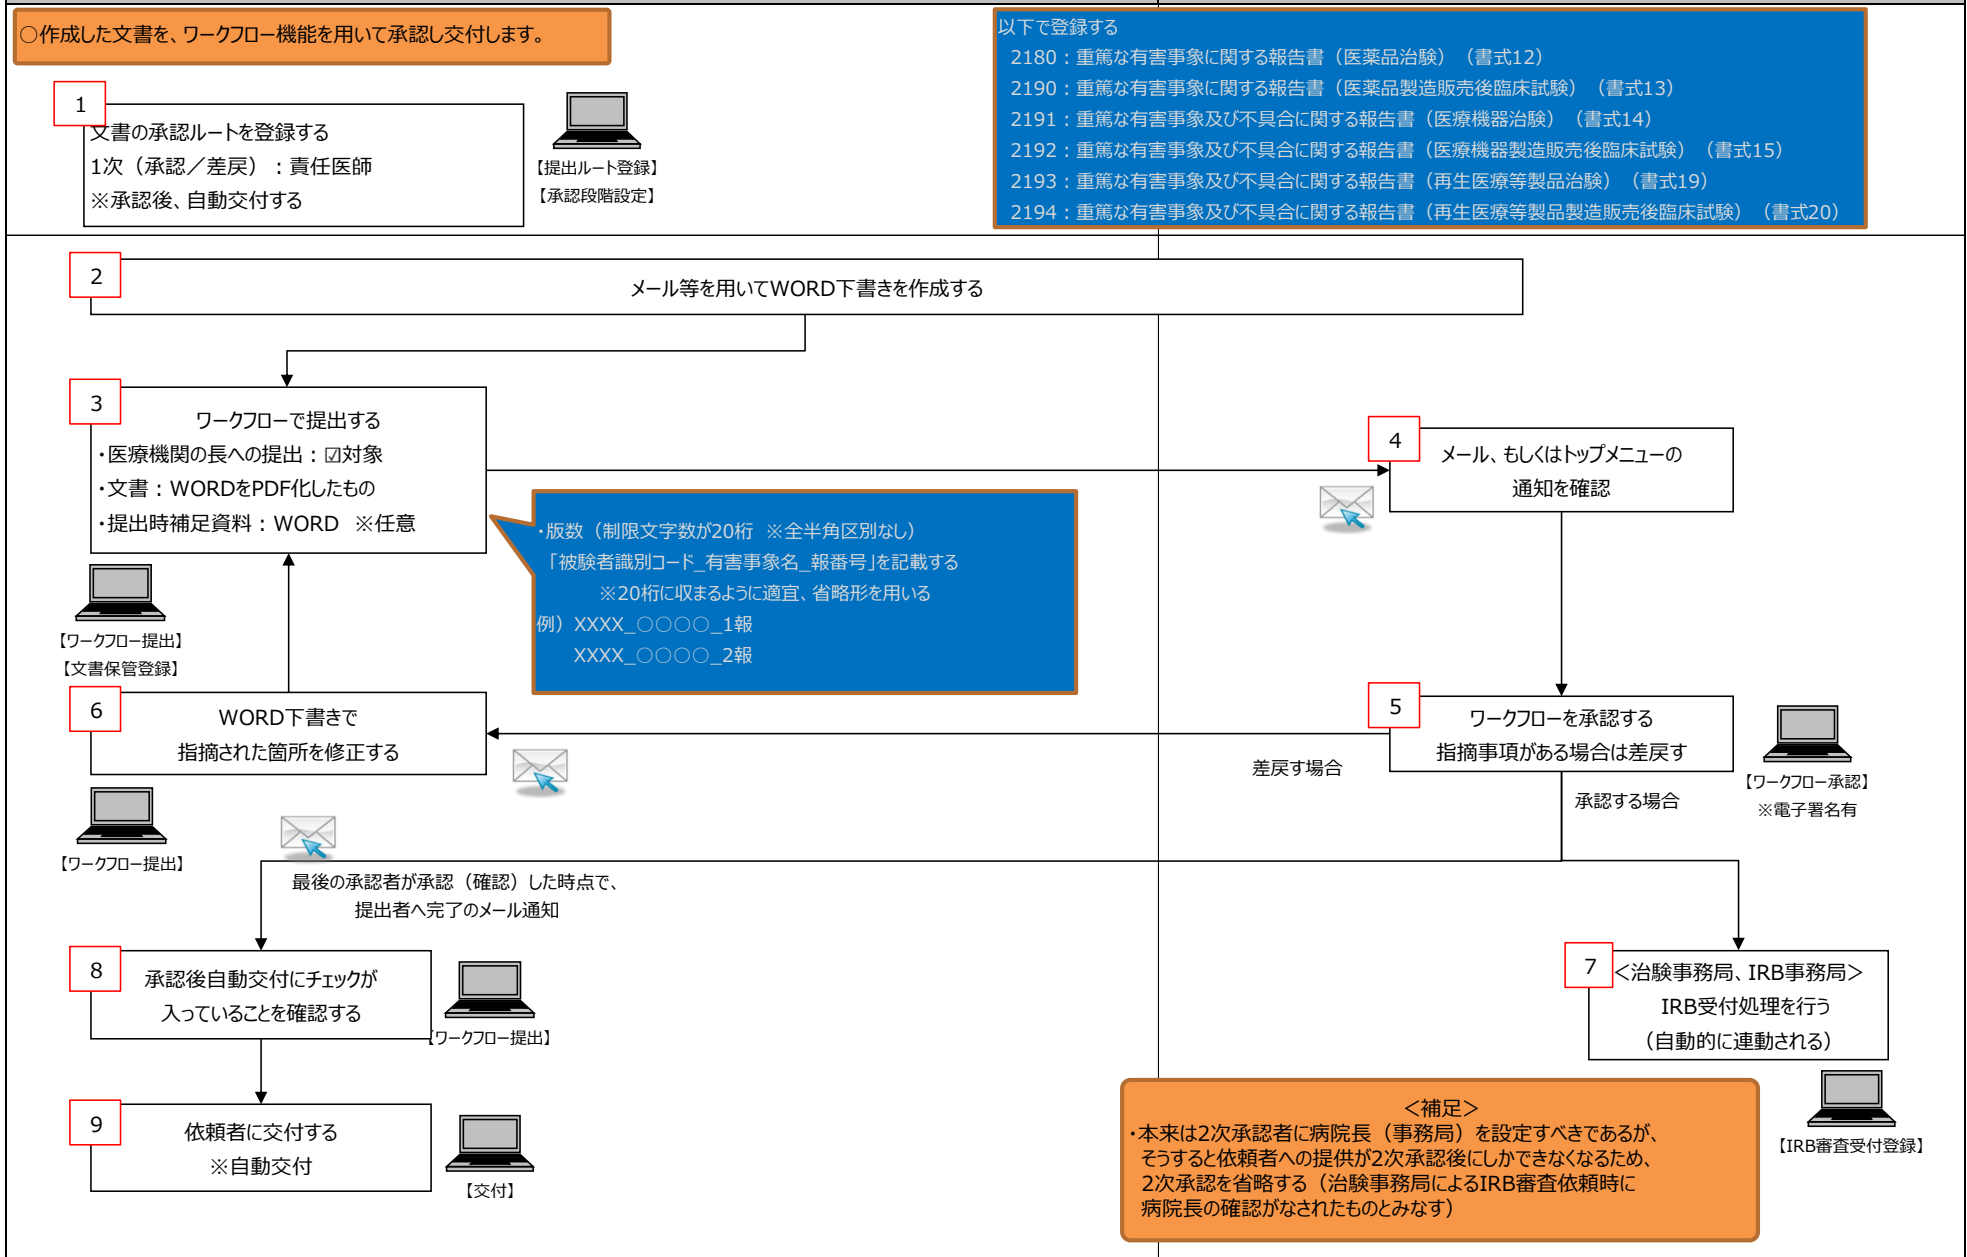 ○作成した文書を、ワークフロー機能を用いて承認し交付します。
以下で登録する
2180：重篤な有害事象に関する報告書（医薬品治験）（書式12）
2190：重篤な有害事象に関する報告書（医薬品製造販売後臨床試験）（書式13）
2191：重篤な有害事象及び不具合に関する報告書（医療機器治験）（書式14）
2192：重篤な有害事象及び不具合に関する報告書（医療機器製造販売後臨床試験）（書式15）
2193：重篤な有害事象及び不具合に関する報告書（再生医療等製品治験）（書式19）
2194：重篤な有害事象及び不具合に関する報告書（再生医療等製品製造販売後臨床試験）（書式20）
1
文書の承認ルートを登録する
1次（承認／差戻）：責任医師
※承認後、自動交付する
【提出ルート登録】
【承認段階設定】
2
メール等を用いてWORD下書きを作成する
3
ワークフローで提出する
・医療機関の長への提出：☑対象
・文書：WORDをPDF化したもの
・提出時補足資料：WORD　※任意
【ワークフロー提出】
【文書保管登録】
・版数（制限文字数が20桁　※全半角区別なし）
「被験者識別コード_有害事象名_報番号」を記載する
※20桁に収まるように適宜、省略形を用いる
例）XXXX_○○○○_1報
XXXX_○○○○_2報
4
メール、もしくはトップメニューの
通知を確認
5
ワークフローを承認する
指摘事項がある場合は差戻す
【ワークフロー承認】
※電子署名有
差戻す場合
承認する場合
6
WORD下書きで
指摘された箇所を修正する
【ワークフロー提出】
最後の承認者が承認（確認）した時点で、
提出者へ完了のメール通知
7
＜治験事務局、IRB事務局＞
IRB受付処理を行う
（自動的に連動される）
【IRB審査受付登録】
8
承認後自動交付にチェックが
入っていることを確認する
【ワークフロー提出】
9
依頼者に交付する
※自動交付
【交付】
＜補足＞
・本来は2次承認者に病院長（事務局）を設定すべきであるが、
そうすると依頼者への提供が2次承認後にしかできなくなるため、
2次承認を省略する（治験事務局によるIRB審査依頼時に
病院長の確認がなされたものとみなす）